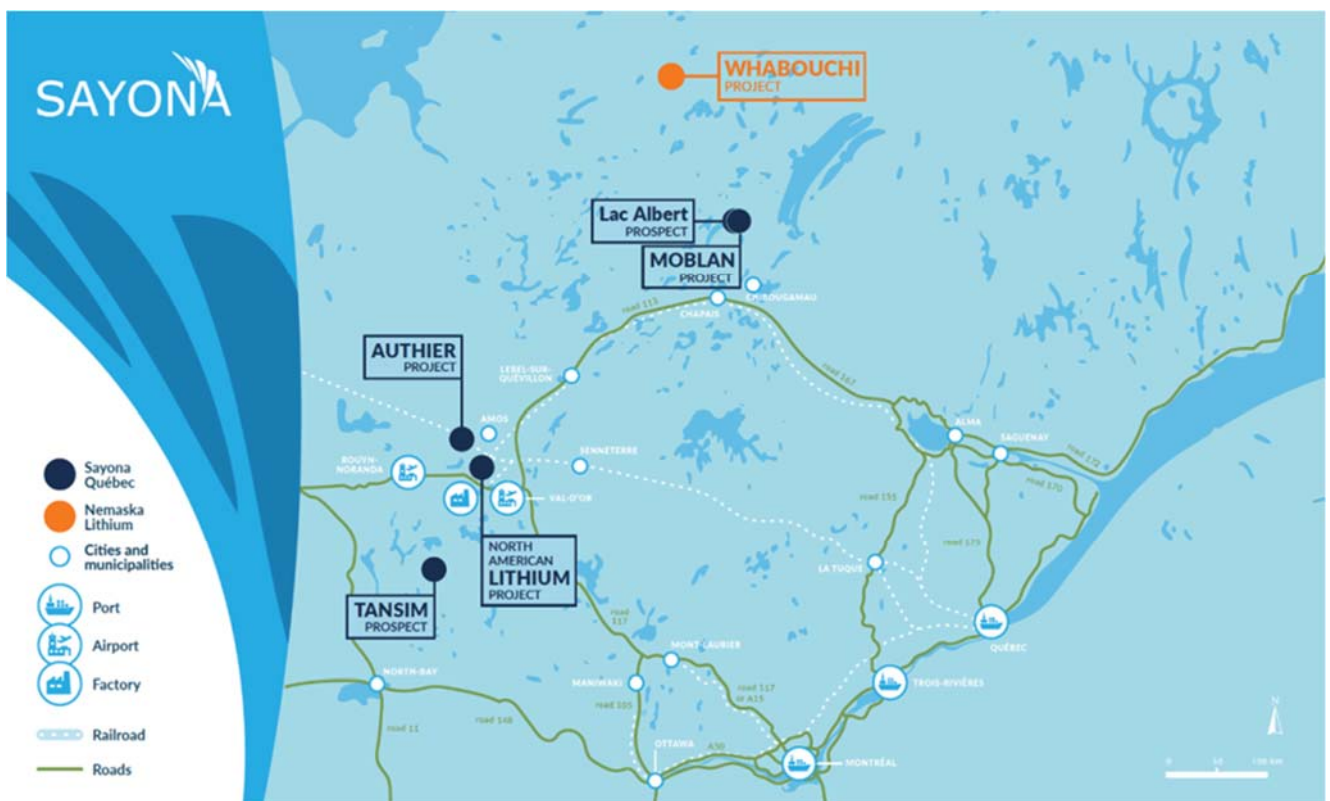 SAYONA
WHABOUCHI
PROJECT
Lac Albert
PROSPECT
MOBLAN
PROJECT
CHIBOUGAMAU
CHAPAIS
road 113
AUTHIER
PROJECT
LEBEL-SUR-
QUÉVILLON
road 167
AMOS
ALMA
SAGUENAY
SENNETERRE
ROUYN-
NORANDA
road 172
road 170
VAL-D'OR
road 155
road 175
Sayona
Québec
Nemaska
Lithium
Cities and
municipalities
Port
Airport
Factory
Railroad
Roads
NORTH
AMERICAN
LITHIUM
PROJECT
LA TUQUE
TANSIM
PROSPECT
road
117
MONT-LAURIER
QUÉBEC
NORTH-BAY
MANIWAKI
road 117
or A15
TROIS-RIVIÈRES
road 105
road 11
road 148
OTTAWA
A50
MONTRÉAL
N
0
50
100 km